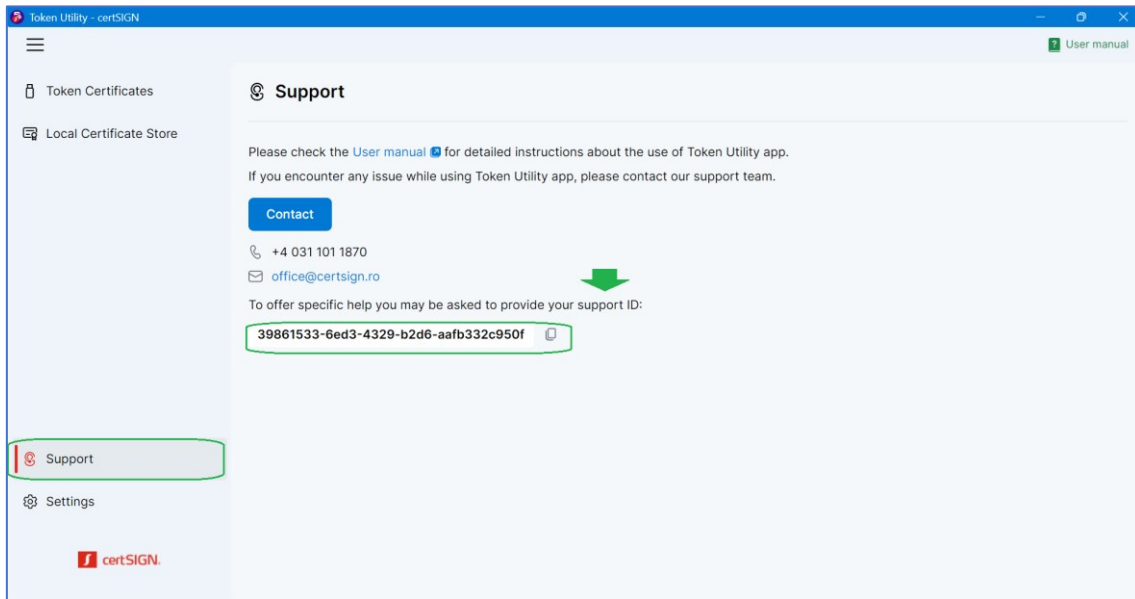 Token Utility - certSIGN
User manual
Token Certificates
Local Certificate Store
Support
Please check the User manual for detailed instructions about the use of Token Utility app.
If you encounter any issue while using Token Utility app, please contact our support team.
Contact
+4 031 101 1870
office@certsign.ro
To offer specific help you may be asked to provide your support ID:
39861533-6ed3-4329-b2d6-aafb332c950f
Support
Settings
certSIGN.